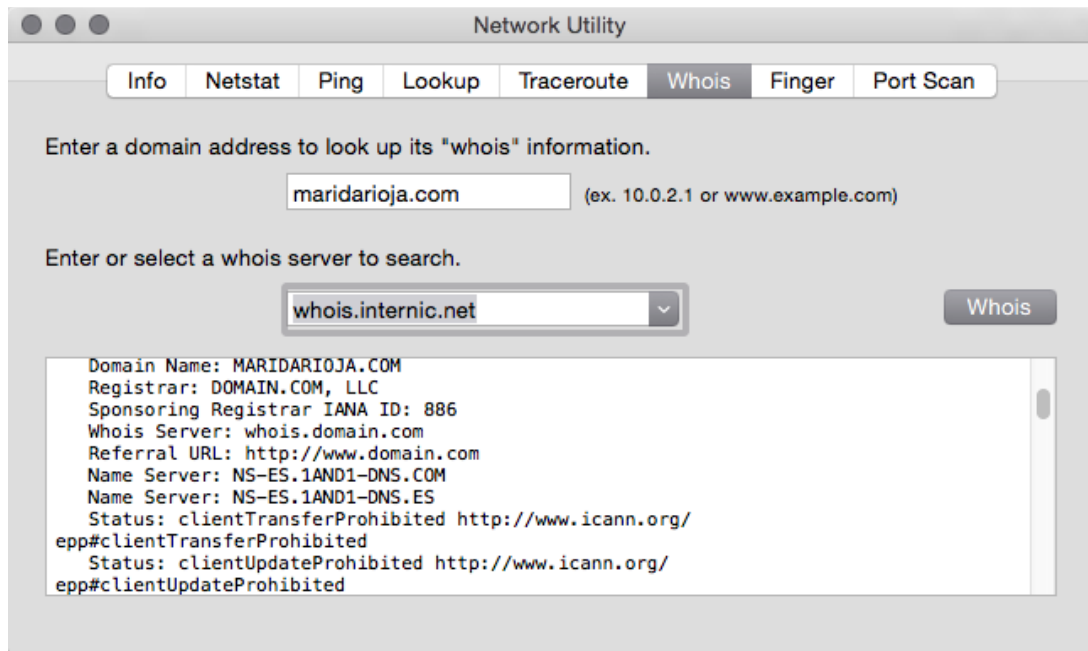 Network Utility
Info Netstat Ping Lookup Traceroute Whois Finger Port Scan
Enter a domain address to look up its "whois" information.
maridarioja.com (ex. 10.0.2.1 or www.example.com)
Enter or select a whois server to search.
whois.internic.net Whois
Domain Name: MARIDARIOJA.COM
Registrar: DOMAIN.COM, LLC
Sponsoring Registrar IANA ID: 886
Whois Server: whois.domain.com
Referral URL: http://www.domain.com
Name Server: NS-ES.1AND1-DNS.COM
Name Server: NS-ES.1AND1-DNS.ES
Status: clientTransferProhibited http://www.icann.org/
epp#clientTransferProhibited
Status: clientUpdateProhibited http://www.icann.org/
epp#clientUpdateProhibited